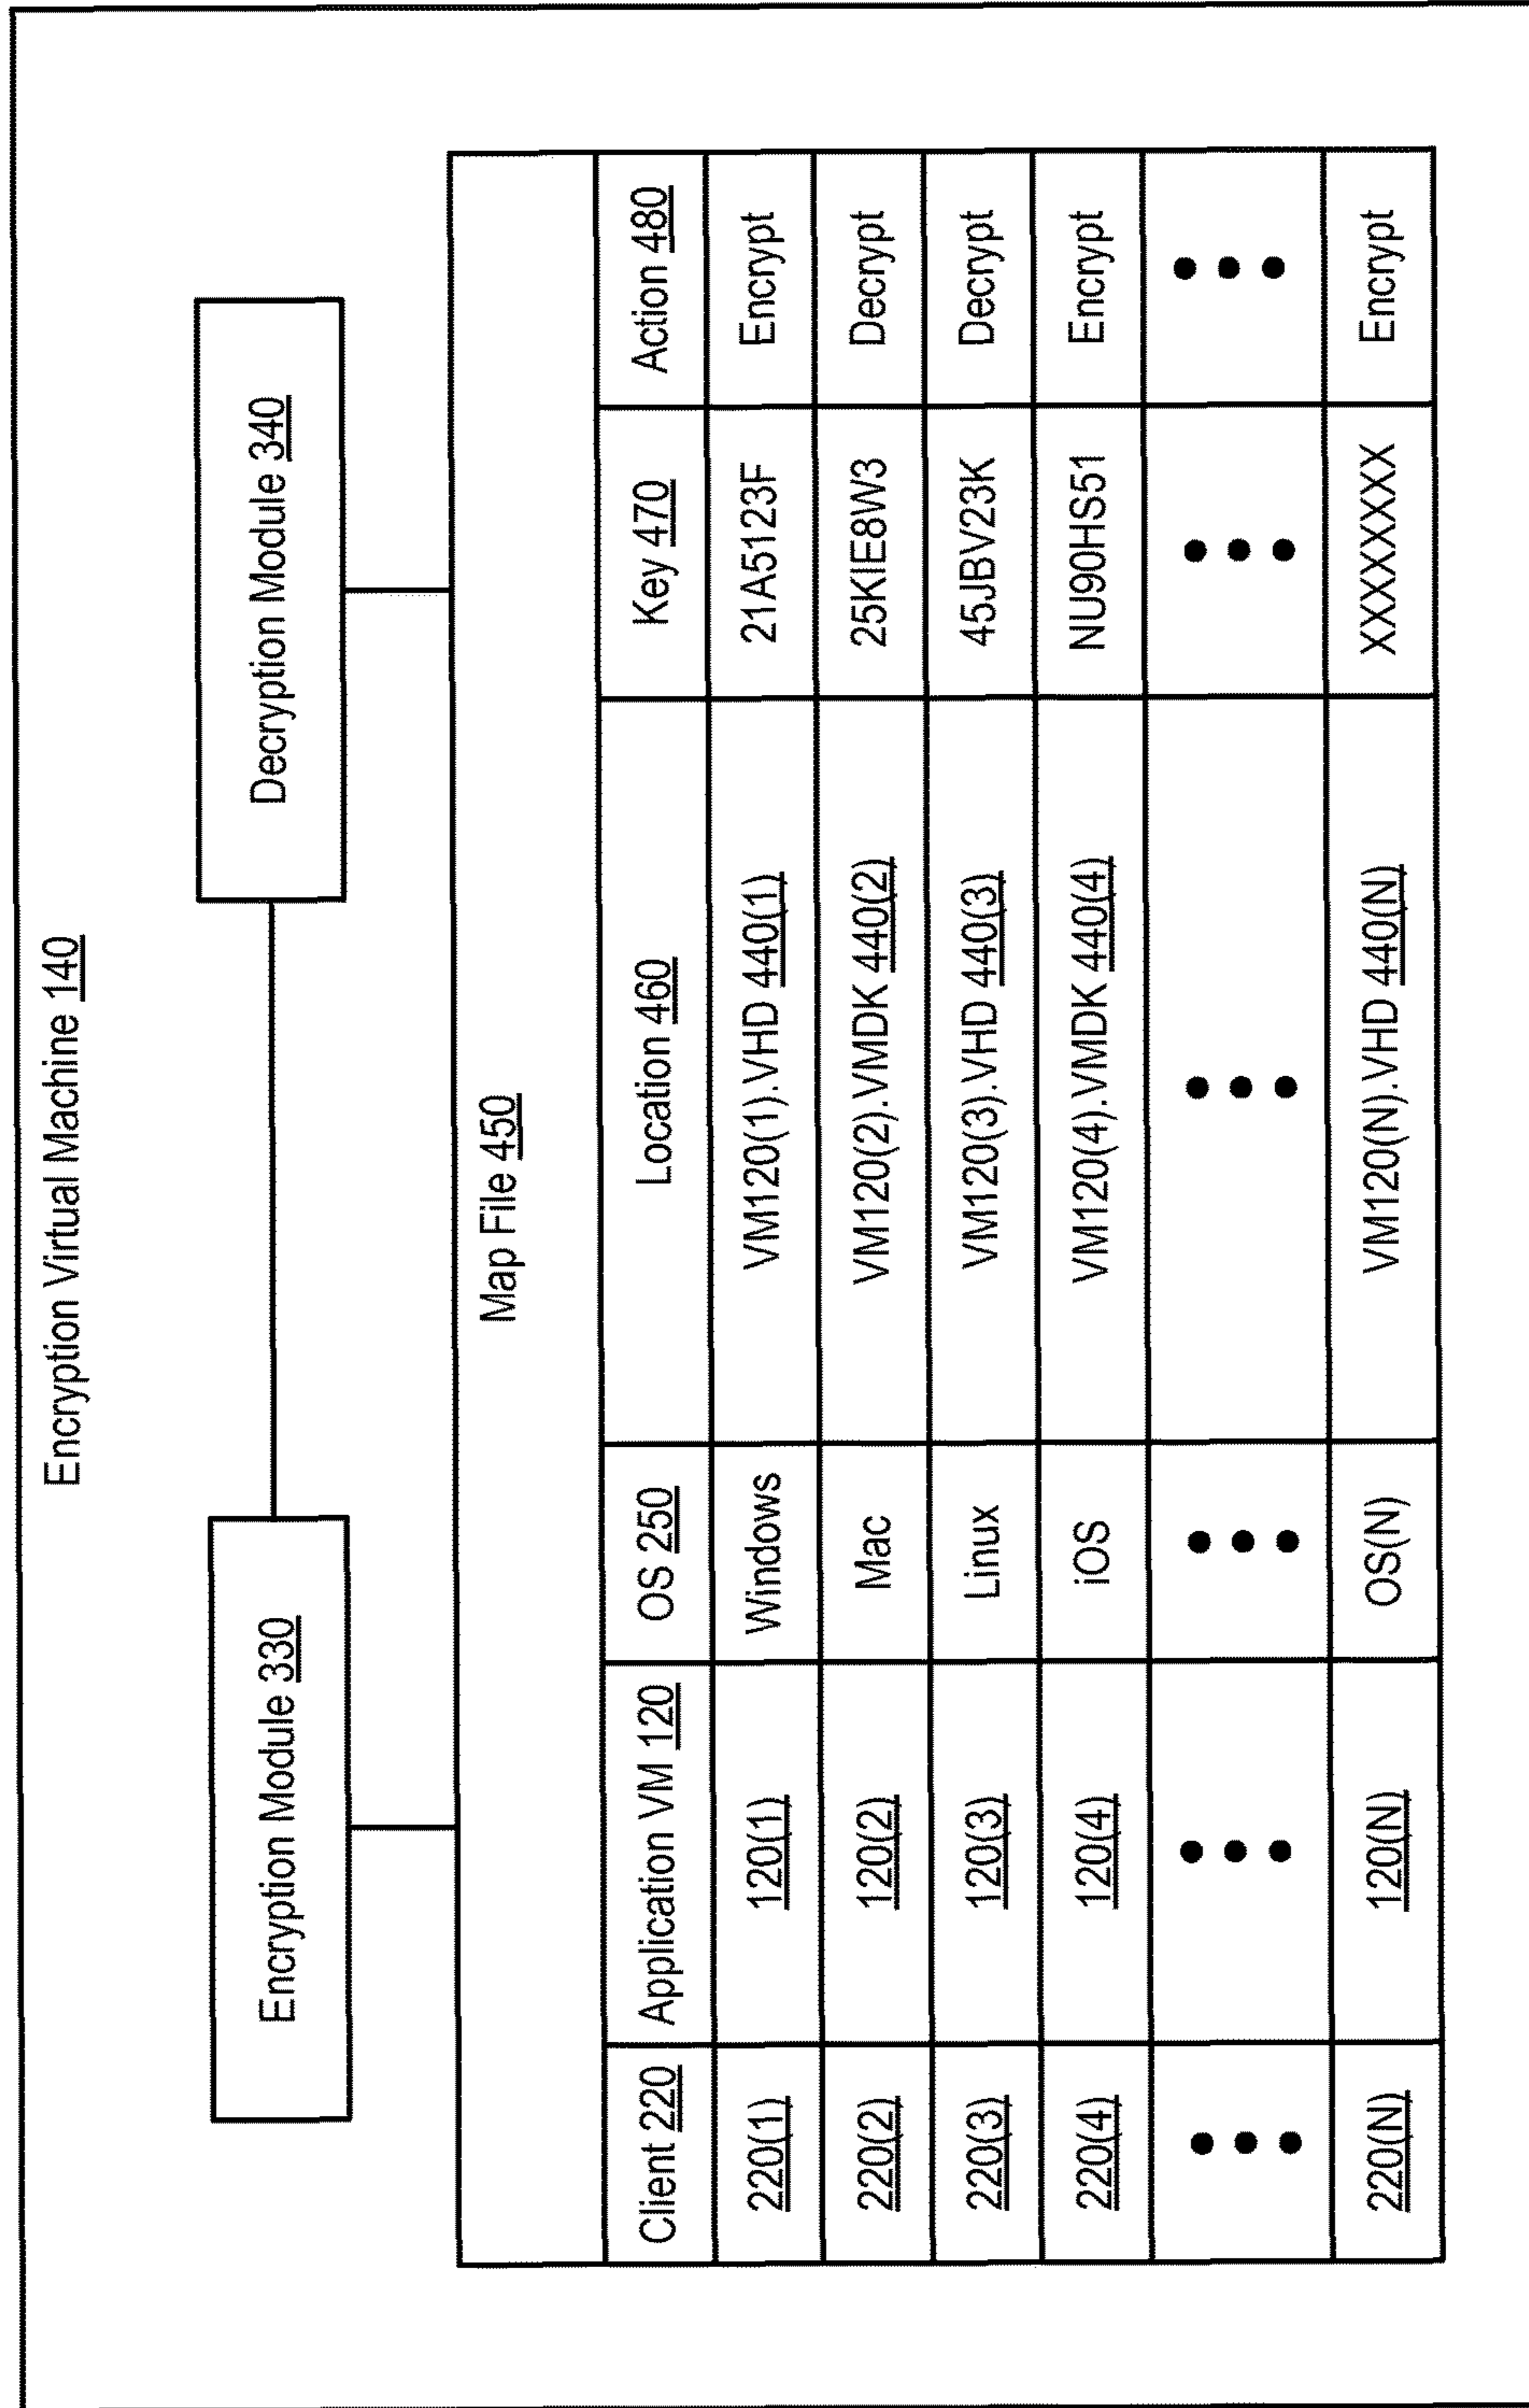 Encryption Virtual Machine 140
Encryption Module 330
Decryption Module 340
Map File 450
Client 220 Application VM 120 OS 250 Location 460 Key 470 Action 480
220(1) 120(1) Windows VM120(1).VHD 440(1) 21A5123F Encrypt
220(2) 120(2) Mac VM120(2).VMDK 440(2) 25KIE8W3 Decrypt
220(3) 120(3) Linux VM120(3).VHD 440(3) 45JBV23K Decrypt
220(4) 120(4) iOS VM120(4).VMDK 440(4) NU90HS51 Encrypt
220(N) 120(N) OS(N) VM120(N).VHD 440(N) XXXXXXXX Encrypt